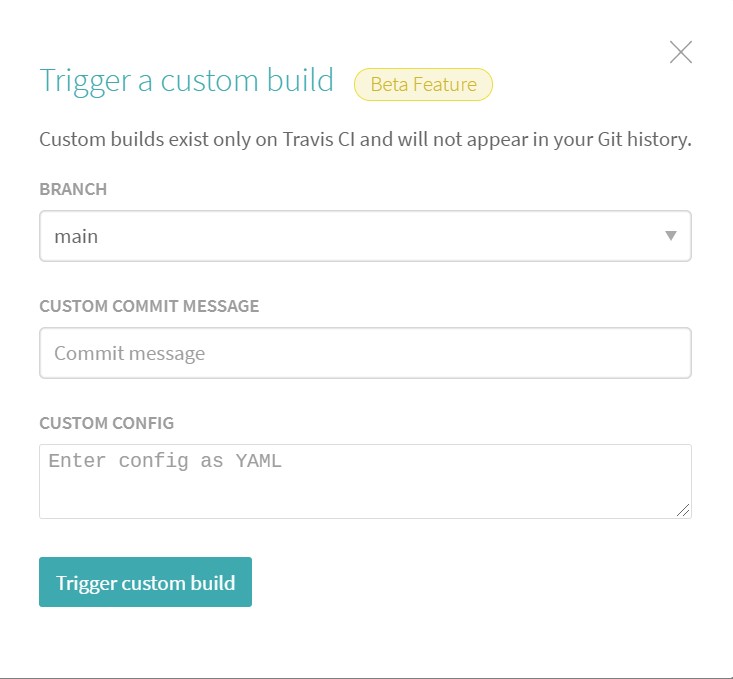 Trigger a custom build Beta Feature
Custom builds exist only on Travis CI and will not appear in your Git history.
BRANCH
main
CUSTOM COMMIT MESSAGE
Commit message
CUSTOM CONFIG
Enter config as YAML
Trigger custom build